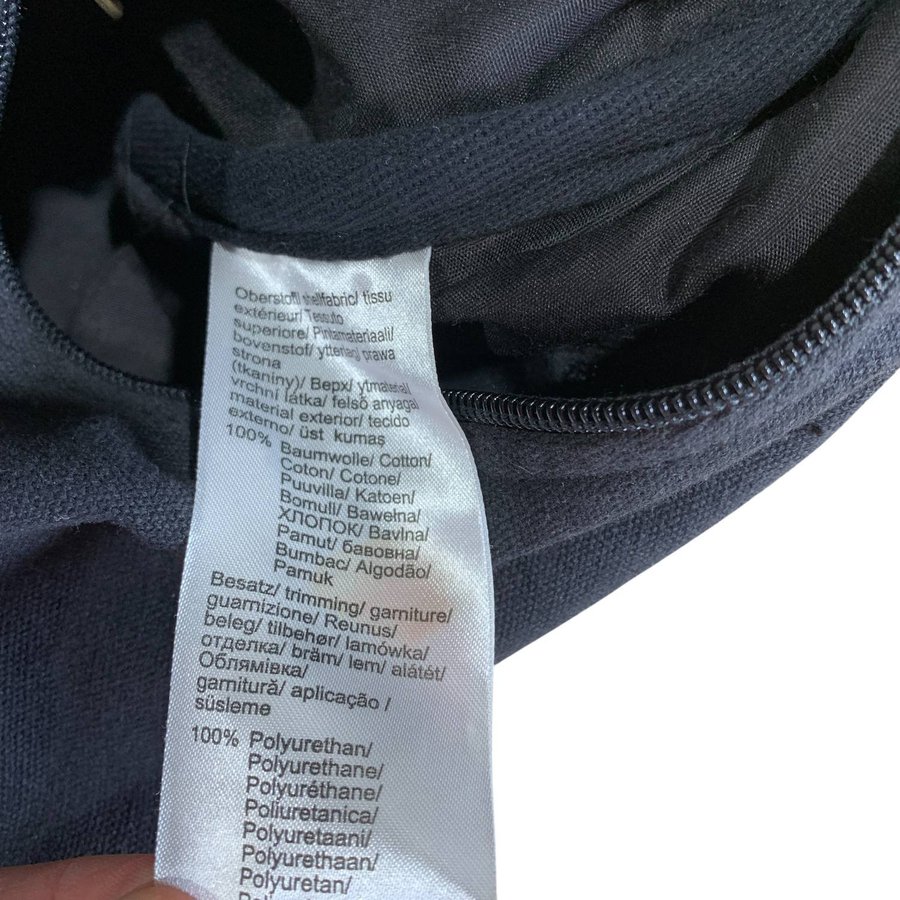 Oberstoff/ shellfabric/ tissu
extérieur/ Tessuto
superiore/ Pintamateriaali/
bovenstof/ yttermag prawa
strona
(tkaniny)/ Верх/ ytmaterial
vrchní látka/ felső anyaga
material exterior/ tecido
externo/ üst kumaş
100% Baumwolle/ Cotton/
Coton/ Cotone/
Puuvilla/ Katoen/
Bomuli/ Bawełna/
ХЛОПОК/ Bavlna/
Pamut/ бавовна/
Bumbac/ Algodão/
Pamuk
Besatz/ trimming/ garniture/
guarnizione/ Reunus/
beleg/ tilbehør/ lamówka/
отделка/ bräm/ lem/ alátét/
Облямівка/
garnitură/ aplicação /
süsleme
100% Polyurethan/
Polyurethane/
Polyuréthane/
Poliuretanica/
Polyuretaani/
Polyurethaan/
Polyuretan/